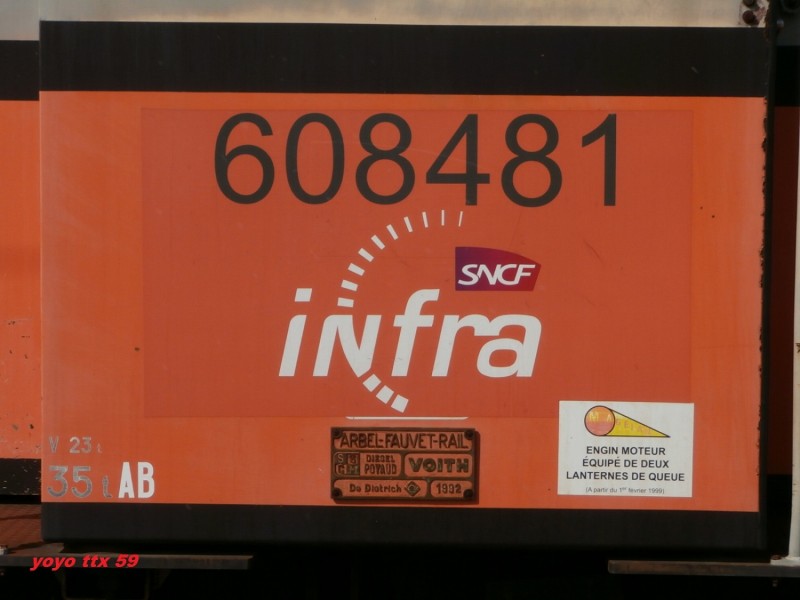 608481
SNCF
infra
ARBEL-FAUVET-RAIL
DIESEL
POYAUD
VOITH
De Dietrich
1992
ENGIN MOTEUR
ÉQUIPÉ DE DEUX
LANTERNES DE QUEUE
(A partir du 1er février 1999)
V 23 t
35 t AB
yoyo ttx 59